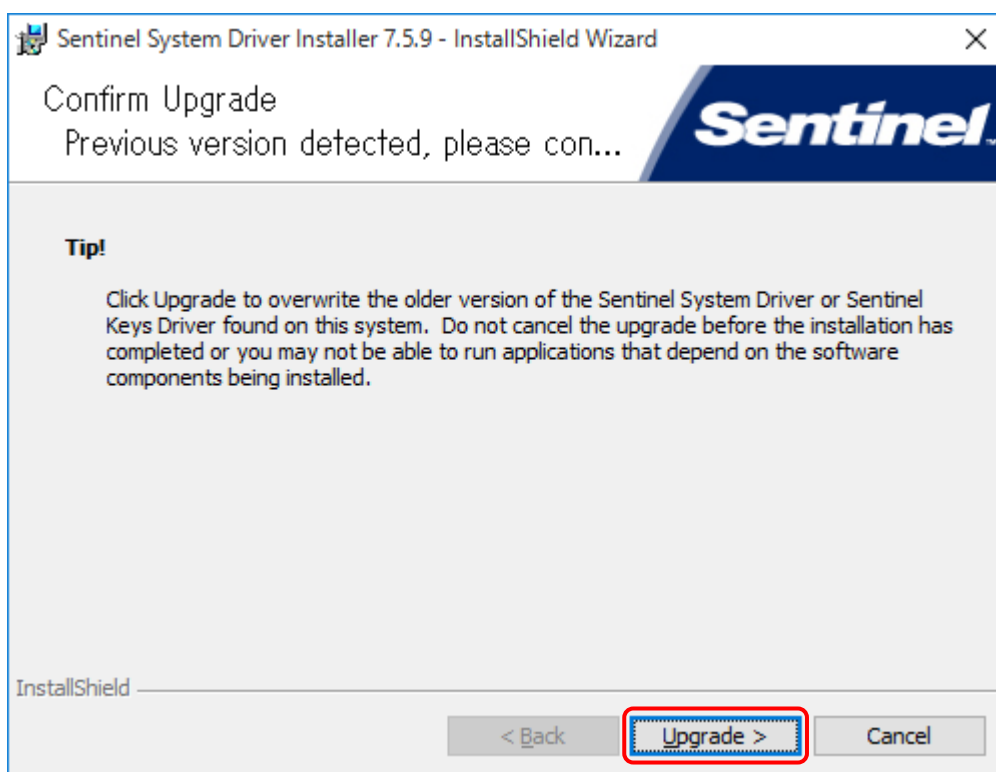 Sentinel System Driver Installer 7.5.9 - InstallShield Wizard
Confirm Upgrade
Previous version detected, please con...
Sentinel
Tip!
Click Upgrade to overwrite the older version of the Sentinel System Driver or Sentinel
Keys Driver found on this system.  Do not cancel the upgrade before the installation has
completed or you may not be able to run applications that depend on the software
components being installed.
InstallShield
< Back
Upgrade >
Cancel